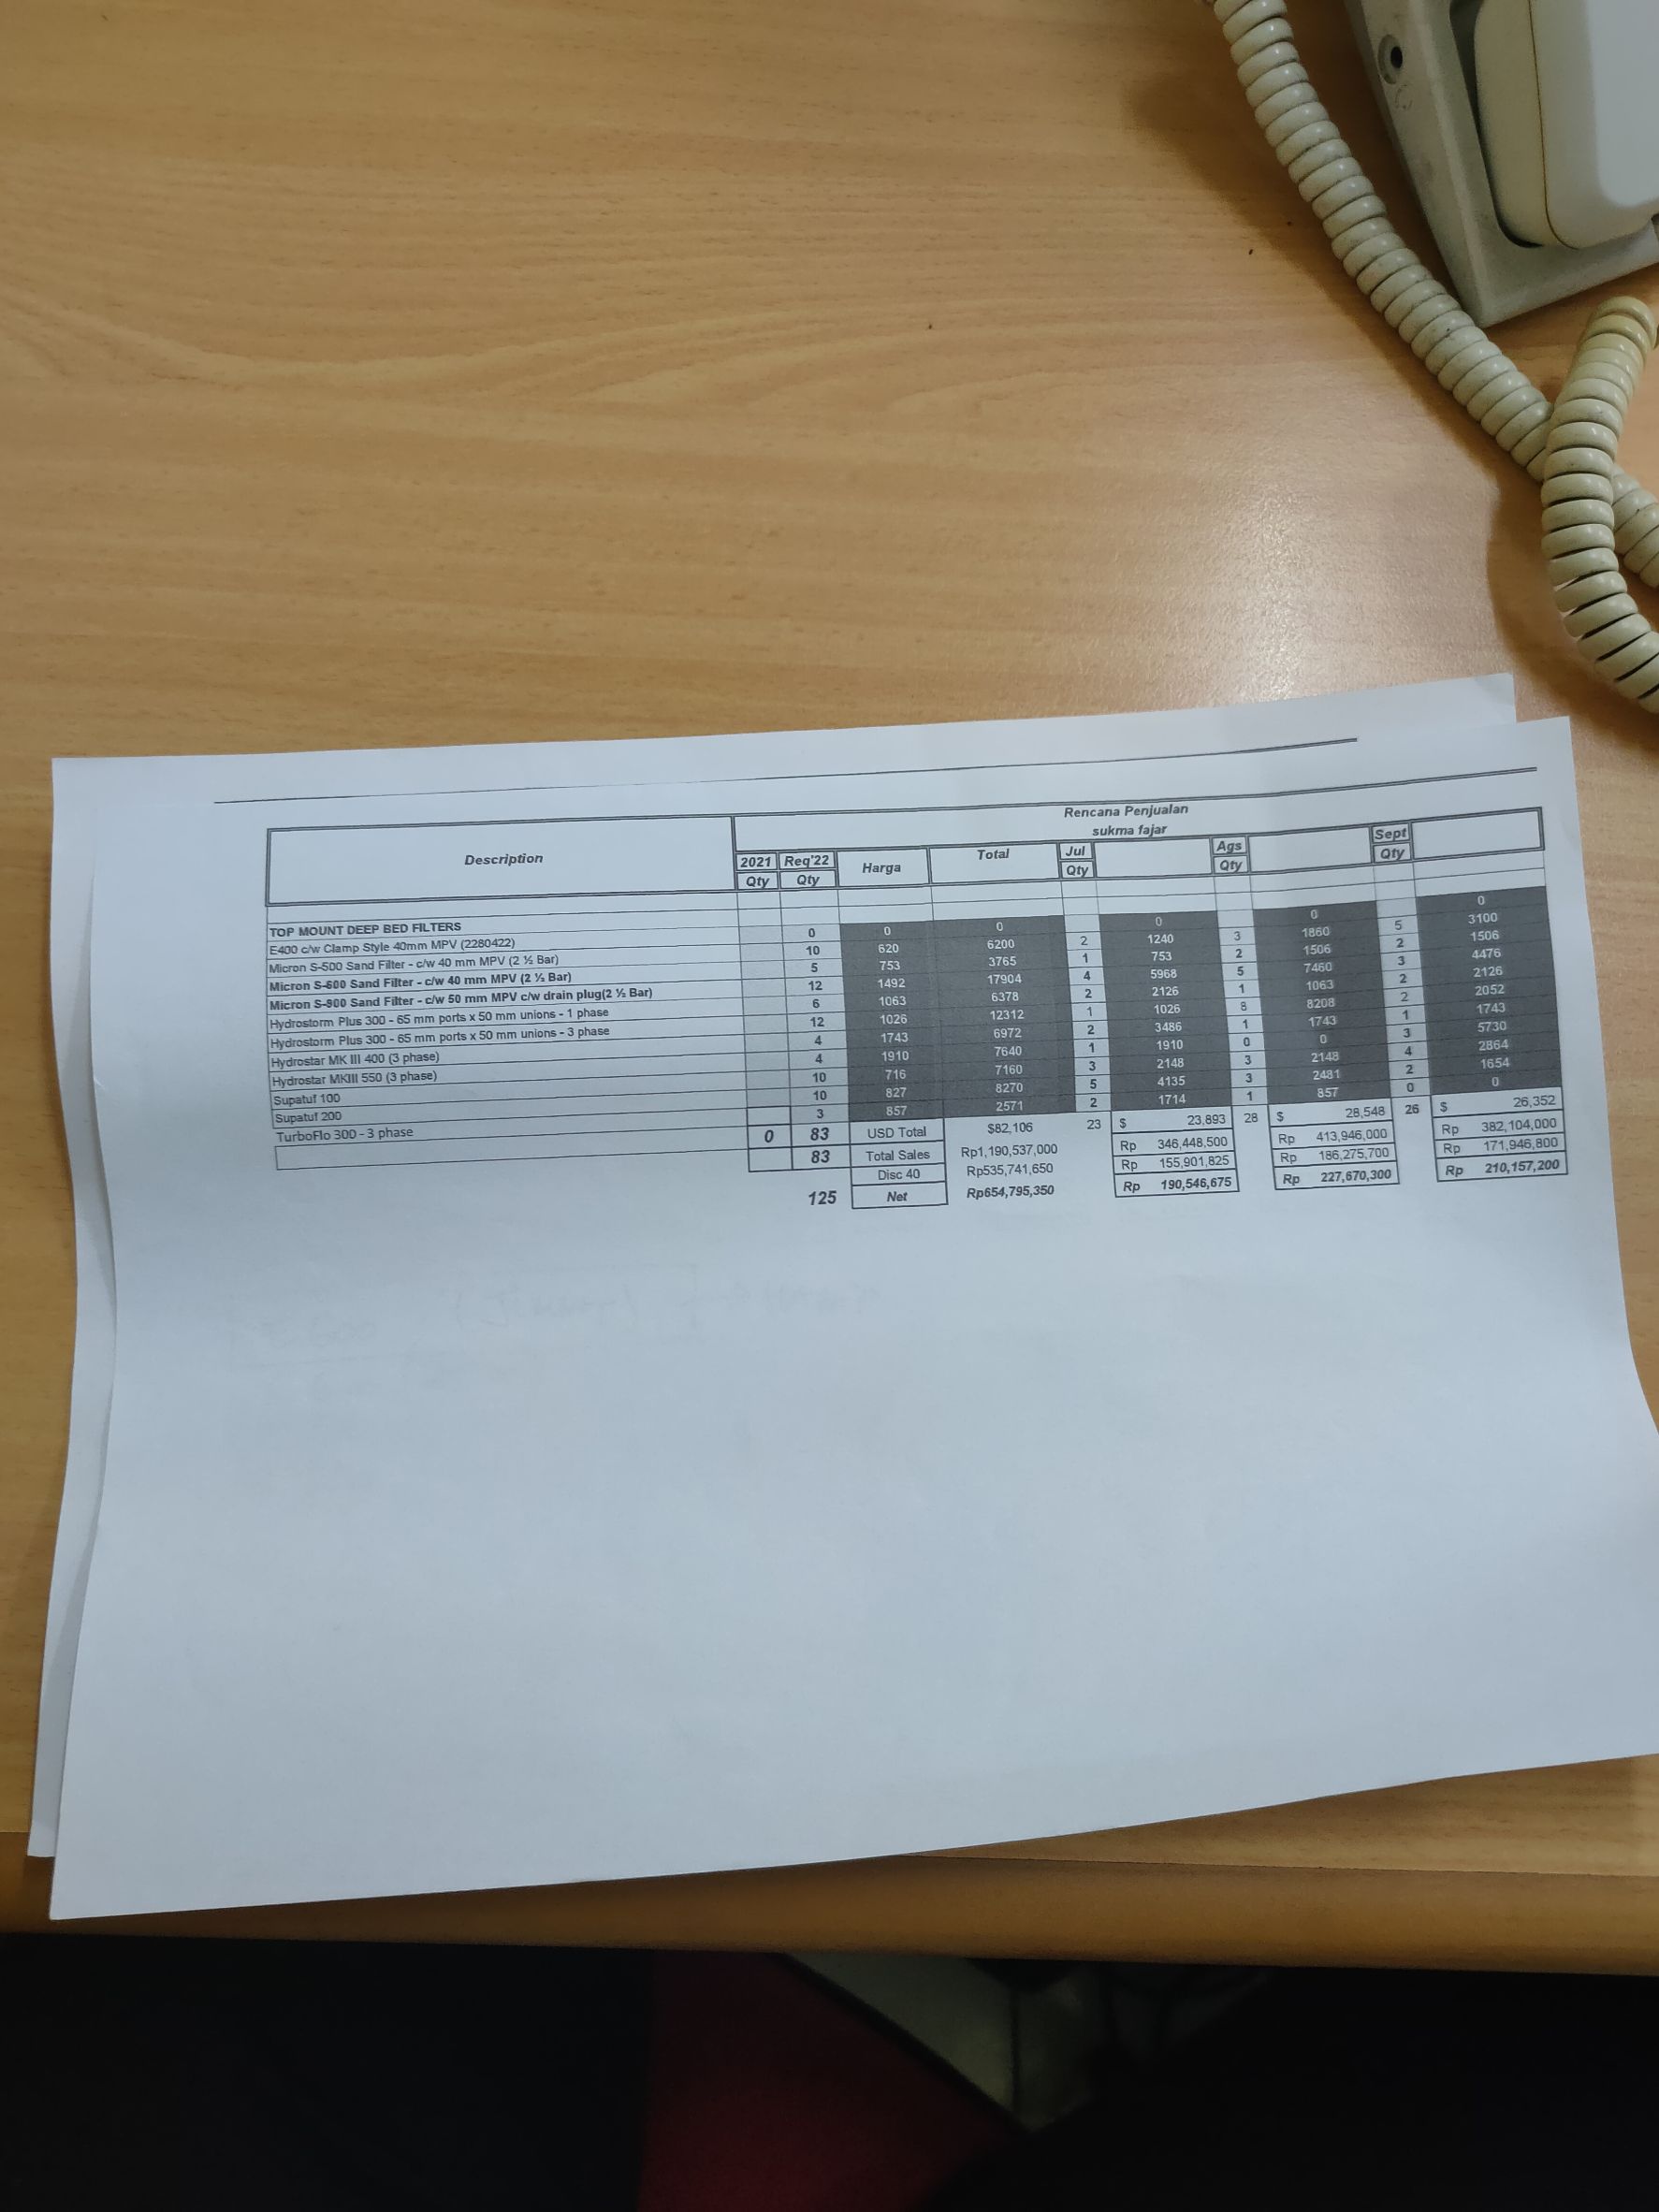 Rencana Penjualan
sukma fajar
Description 2021 Req'22 Harga Total Jul Ags Sept
Qty Qty Qty Qty Qty
TOP MOUNT DEEP BED FILTERS
E400 c/w Clamp Style 40mm MPV (2280422) 0 0 0 0 0 0
Micron S-500 Sand Filter - c/w 40 mm MPV (2 ½ Bar) 10 620 6200 2 1240 3 1860 5 3100
Micron S-600 Sand Filter - c/w 40 mm MPV (2 ½ Bar) 5 753 3765 1 753 2 1506 2 1506
Micron S-900 Sand Filter - c/w 50 mm MPV c/w drain plug(2 ½ Bar) 12 1492 17904 4 5968 5 7460 3 4476
Hydrostorm Plus 300 - 65 mm ports x 50 mm unions - 1 phase 6 1063 6378 2 2126 1 1063 2 2126
Hydrostorm Plus 300 - 65 mm ports x 50 mm unions - 3 phase 12 1026 12312 1 1026 8 8208 2 2052
Hydrostar MK III 400 (3 phase) 4 1743 6972 2 3486 1 1743 1 1743
Hydrostar MKIII 550 (3 phase) 4 1910 7640 1 1910 0 0 3 5730
Supatuf 100 10 716 7160 3 2148 3 2148 4 2864
Supatuf 200 10 827 8270 5 4135 3 2481 2 1654
TurboFlo 300 - 3 phase 3 857 2571 2 1714 1 857 0 0
0 83 USD Total $82,106 23 $ 23,893 28 $ 28,548 26 $ 26,352
83 Total Sales Rp1,190,537,000 Rp 346,448,500 Rp 413,946,000 Rp 382,104,000
Disc 40 Rp535,741,650 Rp 155,901,825 Rp 186,275,700 Rp 171,946,800
125 Net Rp654,795,350 Rp 190,546,675 Rp 227,670,300 Rp 210,157,200